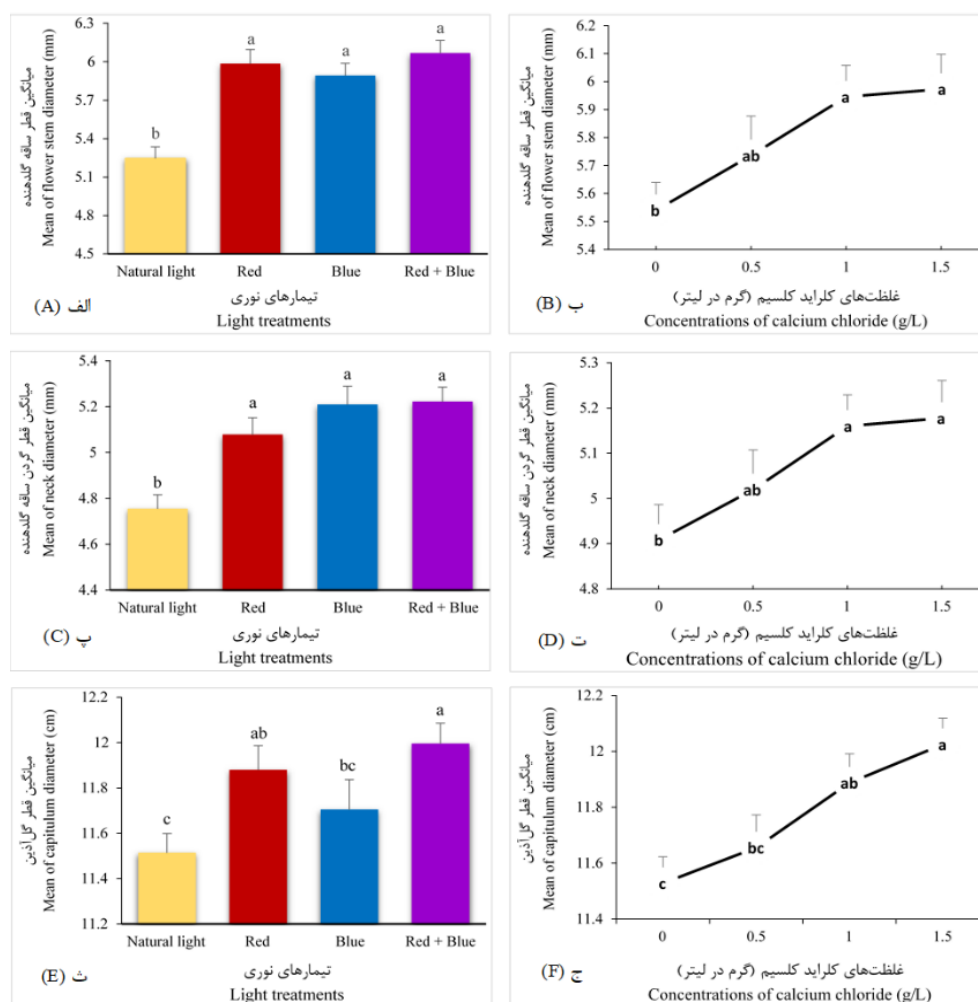 میانگین قطر ساقه گلدهنده
Mean of flower stem diameter (mm)
6.3
6
5.7
5.4
5.1
4.8
4.5
b
a
a
a
Natural light Red Blue Red + Blue
تیمارهای نوری
Light treatments
الف (A)
میانگین قطر ساقه گلدهنده
Mean of flower stem diameter (mm)
6.2
6.1
6
5.9
5.8
5.7
5.6
5.5
5.4
b
ab
a
a
0 0.5 1 1.5
غلظت‌های کلراید کلسیم (گرم در لیتر)
Concentrations of calcium chloride (g/L)
ب (B)
میانگین قطر گردن ساقه گلدهنده
Mean of neck diameter (mm)
5.4
5.2
5
4.8
4.6
4.4
b
a
a
a
Natural light Red Blue Red + Blue
تیمارهای نوری
Light treatments
پ (C)
میانگین قطر گردن ساقه گلدهنده
Mean of neck diameter (mm)
5.3
5.2
5.1
5
4.9
4.8
b
ab
a
a
0 0.5 1 1.5
غلظت‌های کلراید کلسیم (گرم در لیتر)
Concentrations of calcium chloride (g/L)
ت (D)
میانگین قطر گل‌آذین
Mean of capitulum diameter (cm)
12.2
12
11.8
11.6
11.4
11.2
c
ab
bc
a
Natural light Red Blue Red + Blue
تیمارهای نوری
Light treatments
ث (E)
میانگین قطر گل‌آذین
Mean of capitulum diameter (cm)
12.2
12
11.8
11.6
11.4
c
bc
ab
a
0 0.5 1 1.5
غلظت‌های کلراید کلسیم (گرم در لیتر)
Concentrations of calcium chloride (g/L)
ج (F)